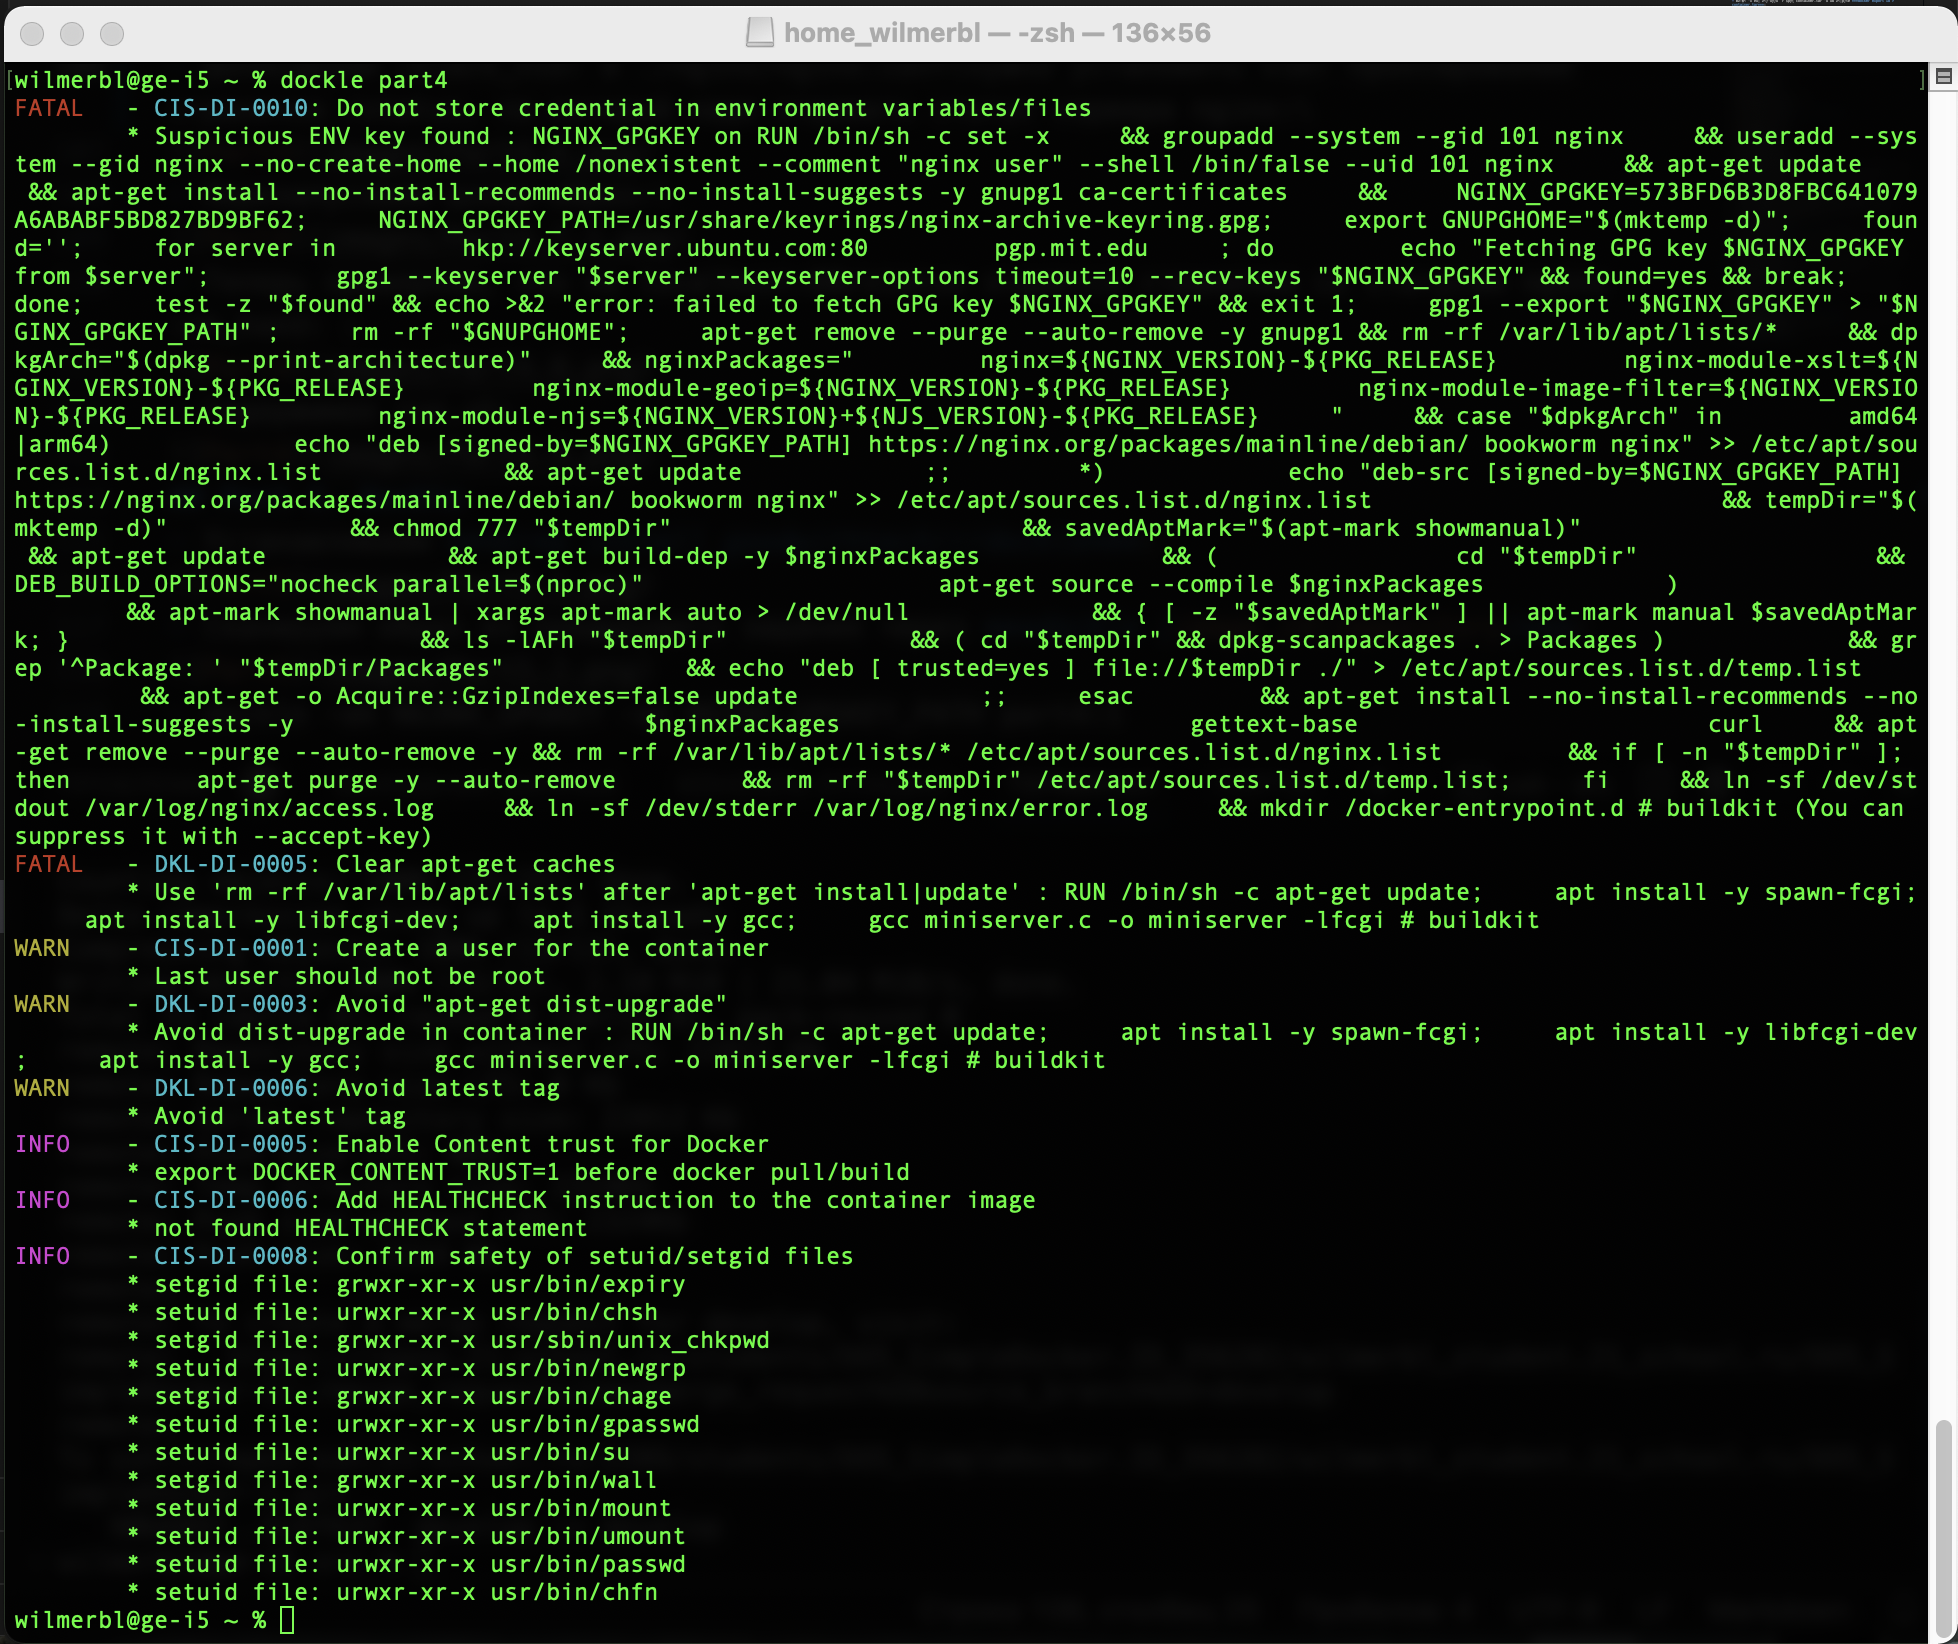 home_wilmerbl — -zsh — 136×56
[wilmerbl@ge-i5 ~ % dockle part4 ]
FATAL   - CIS-DI-0010: Do not store credential in environment variables/files
        * Suspicious ENV key found : NGINX_GPGKEY on RUN /bin/sh -c set -x     && groupadd --system --gid 101 nginx     && useradd --sys
tem --gid nginx --no-create-home --home /nonexistent --comment "nginx user" --shell /bin/false --uid 101 nginx     && apt-get update
 && apt-get install --no-install-recommends --no-install-suggests -y gnupg1 ca-certificates     &&     NGINX_GPGKEY=573BFD6B3D8FBC641079
A6ABABF5BD827BD9BF62;     NGINX_GPGKEY_PATH=/usr/share/keyrings/nginx-archive-keyring.gpg;     export GNUPGHOME="$(mktemp -d)";     foun
d='';     for server in         hkp://keyserver.ubuntu.com:80         pgp.mit.edu     ; do         echo "Fetching GPG key $NGINX_GPGKEY
from $server";         gpg1 --keyserver "$server" --keyserver-options timeout=10 --recv-keys "$NGINX_GPGKEY" && found=yes && break;
done;     test -z "$found" && echo >&2 "error: failed to fetch GPG key $NGINX_GPGKEY" && exit 1;     gpg1 --export "$NGINX_GPGKEY" > "$N
GINX_GPGKEY_PATH" ;     rm -rf "$GNUPGHOME";     apt-get remove --purge --auto-remove -y gnupg1 && rm -rf /var/lib/apt/lists/*     && dp
kgArch="$(dpkg --print-architecture)"     && nginxPackages="         nginx=${NGINX_VERSION}-${PKG_RELEASE}         nginx-module-xslt=${N
GINX_VERSION}-${PKG_RELEASE}         nginx-module-geoip=${NGINX_VERSION}-${PKG_RELEASE}         nginx-module-image-filter=${NGINX_VERSIO
N}-${PKG_RELEASE}         nginx-module-njs=${NGINX_VERSION}+${NJS_VERSION}-${PKG_RELEASE}     "     && case "$dpkgArch" in         amd64
|arm64)             echo "deb [signed-by=$NGINX_GPGKEY_PATH] https://nginx.org/packages/mainline/debian/ bookworm nginx" >> /etc/apt/sou
rces.list.d/nginx.list             && apt-get update             ;;         *)             echo "deb-src [signed-by=$NGINX_GPGKEY_PATH]
https://nginx.org/packages/mainline/debian/ bookworm nginx" >> /etc/apt/sources.list.d/nginx.list                         && tempDir="$(
mktemp -d)"             && chmod 777 "$tempDir"                         && savedAptMark="$(apt-mark showmanual)"
 && apt-get update             && apt-get build-dep -y $nginxPackages             && (                 cd "$tempDir"                 &&
DEB_BUILD_OPTIONS="nocheck parallel=$(nproc)"                     apt-get source --compile $nginxPackages             )
        && apt-mark showmanual | xargs apt-mark auto > /dev/null             && { [ -z "$savedAptMark" ] || apt-mark manual $savedAptMar
k; }                         && ls -lAFh "$tempDir"             && ( cd "$tempDir" && dpkg-scanpackages . > Packages )             && gr
ep '^Package: ' "$tempDir/Packages"             && echo "deb [ trusted=yes ] file://$tempDir ./" > /etc/apt/sources.list.d/temp.list
         && apt-get -o Acquire::GzipIndexes=false update             ;;     esac         && apt-get install --no-install-recommends --no
-install-suggests -y                         $nginxPackages                         gettext-base                         curl     && apt
-get remove --purge --auto-remove -y && rm -rf /var/lib/apt/lists/* /etc/apt/sources.list.d/nginx.list         && if [ -n "$tempDir" ];
then         apt-get purge -y --auto-remove         && rm -rf "$tempDir" /etc/apt/sources.list.d/temp.list;     fi     && ln -sf /dev/st
dout /var/log/nginx/access.log     && ln -sf /dev/stderr /var/log/nginx/error.log     && mkdir /docker-entrypoint.d # buildkit (You can
suppress it with --accept-key)
FATAL   - DKL-DI-0005: Clear apt-get caches
        * Use 'rm -rf /var/lib/apt/lists' after 'apt-get install|update' : RUN /bin/sh -c apt-get update;     apt install -y spawn-fcgi;
     apt install -y libfcgi-dev;     apt install -y gcc;     gcc miniserver.c -o miniserver -lfcgi # buildkit
WARN    - CIS-DI-0001: Create a user for the container
        * Last user should not be root
WARN    - DKL-DI-0003: Avoid "apt-get dist-upgrade"
        * Avoid dist-upgrade in container : RUN /bin/sh -c apt-get update;     apt install -y spawn-fcgi;     apt install -y libfcgi-dev
;     apt install -y gcc;     gcc miniserver.c -o miniserver -lfcgi # buildkit
WARN    - DKL-DI-0006: Avoid latest tag
        * Avoid 'latest' tag
INFO    - CIS-DI-0005: Enable Content trust for Docker
        * export DOCKER_CONTENT_TRUST=1 before docker pull/build
INFO    - CIS-DI-0006: Add HEALTHCHECK instruction to the container image
        * not found HEALTHCHECK statement
INFO    - CIS-DI-0008: Confirm safety of setuid/setgid files
        * setgid file: grwxr-xr-x usr/bin/expiry
        * setuid file: urwxr-xr-x usr/bin/chsh
        * setgid file: grwxr-xr-x usr/sbin/unix_chkpwd
        * setuid file: urwxr-xr-x usr/bin/newgrp
        * setgid file: grwxr-xr-x usr/bin/chage
        * setuid file: urwxr-xr-x usr/bin/gpasswd
        * setuid file: urwxr-xr-x usr/bin/su
        * setgid file: grwxr-xr-x usr/bin/wall
        * setuid file: urwxr-xr-x usr/bin/mount
        * setuid file: urwxr-xr-x usr/bin/umount
        * setuid file: urwxr-xr-x usr/bin/passwd
        * setuid file: urwxr-xr-x usr/bin/chfn
wilmerbl@ge-i5 ~ %